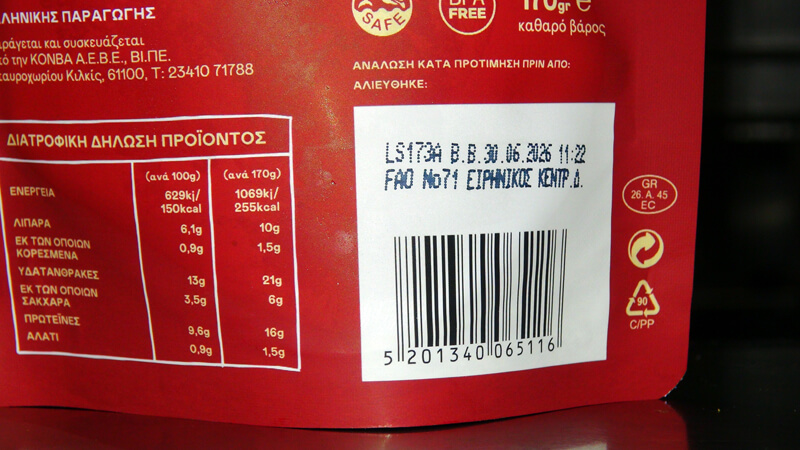 ΛΛΗΝΙΚΗΣ ΠΑΡΑΓΩΓΗΣ
ράγεται και συσκευάζεται
ό την ΚΟΝΒΑ Α.Ε.Β.Ε., ΒΙ.ΠΕ.
αυροχωρίου Κιλκίς, 61100, Τ: 23410 71788
SAFE
BPA
FREE
170gr e
καθαρό βάρος
ΑΝΑΛΩΣΗ ΚΑΤΑ ΠΡΟΤΙΜΗΣΗ ΠΡΙΝ ΑΠΟ:
ΑΛΙΕΥΘΗΚΕ:
LS173A B.B.30.06.2026 11:22
FAO No71 ΕΙΡΗΝΙΚΟΣ ΚΕΝΤΡ.Δ.
5 201340 065116
GR
26. A. 45
EC
90
C/PP
ΔΙΑΤΡΟΦΙΚΗ ΔΗΛΩΣΗ ΠΡΟΪΟΝΤΟΣ
(ανά 100g) (ανά 170g)
ΕΝΕΡΓΕΙΑ 629kj/ 1069kj/
150kcal 255kcal
ΛΙΠΑΡΑ 6,1g 10g
ΕΚ ΤΩΝ ΟΠΟΙΩΝ
ΚΟΡΕΣΜΕΝΑ 0,9g 1,5g
ΥΔΑΤΑΝΘΡΑΚΕΣ 13g 21g
ΕΚ ΤΩΝ ΟΠΟΙΩΝ
ΣΑΚΧΑΡΑ 3,5g 6g
ΠΡΩΤΕΪΝΕΣ 9,6g 16g
ΑΛΑΤΙ 0,9g 1,5g